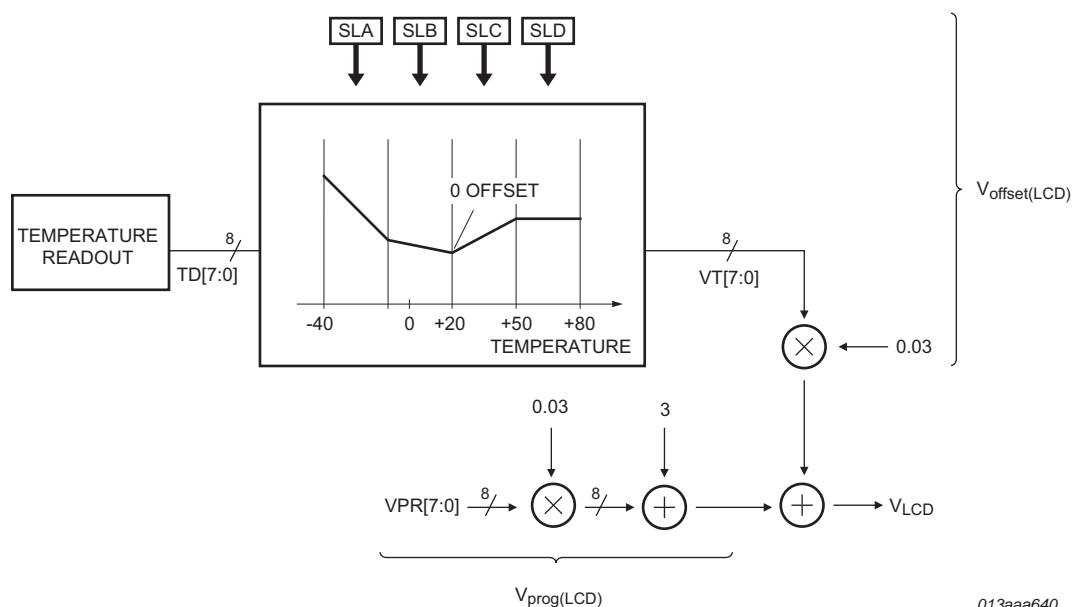 SLA SLB SLC SLD
0 OFFSET
V offset(LCD)
TEMPERATURE
READOUT
8
TD[7:0]
8
VT[7:0]
-40 0 +20 +50 +80
TEMPERATURE
0.03
0.03 3
VPR[7:0] 8 8 VLCD
Vprog(LCD)
013aaa640